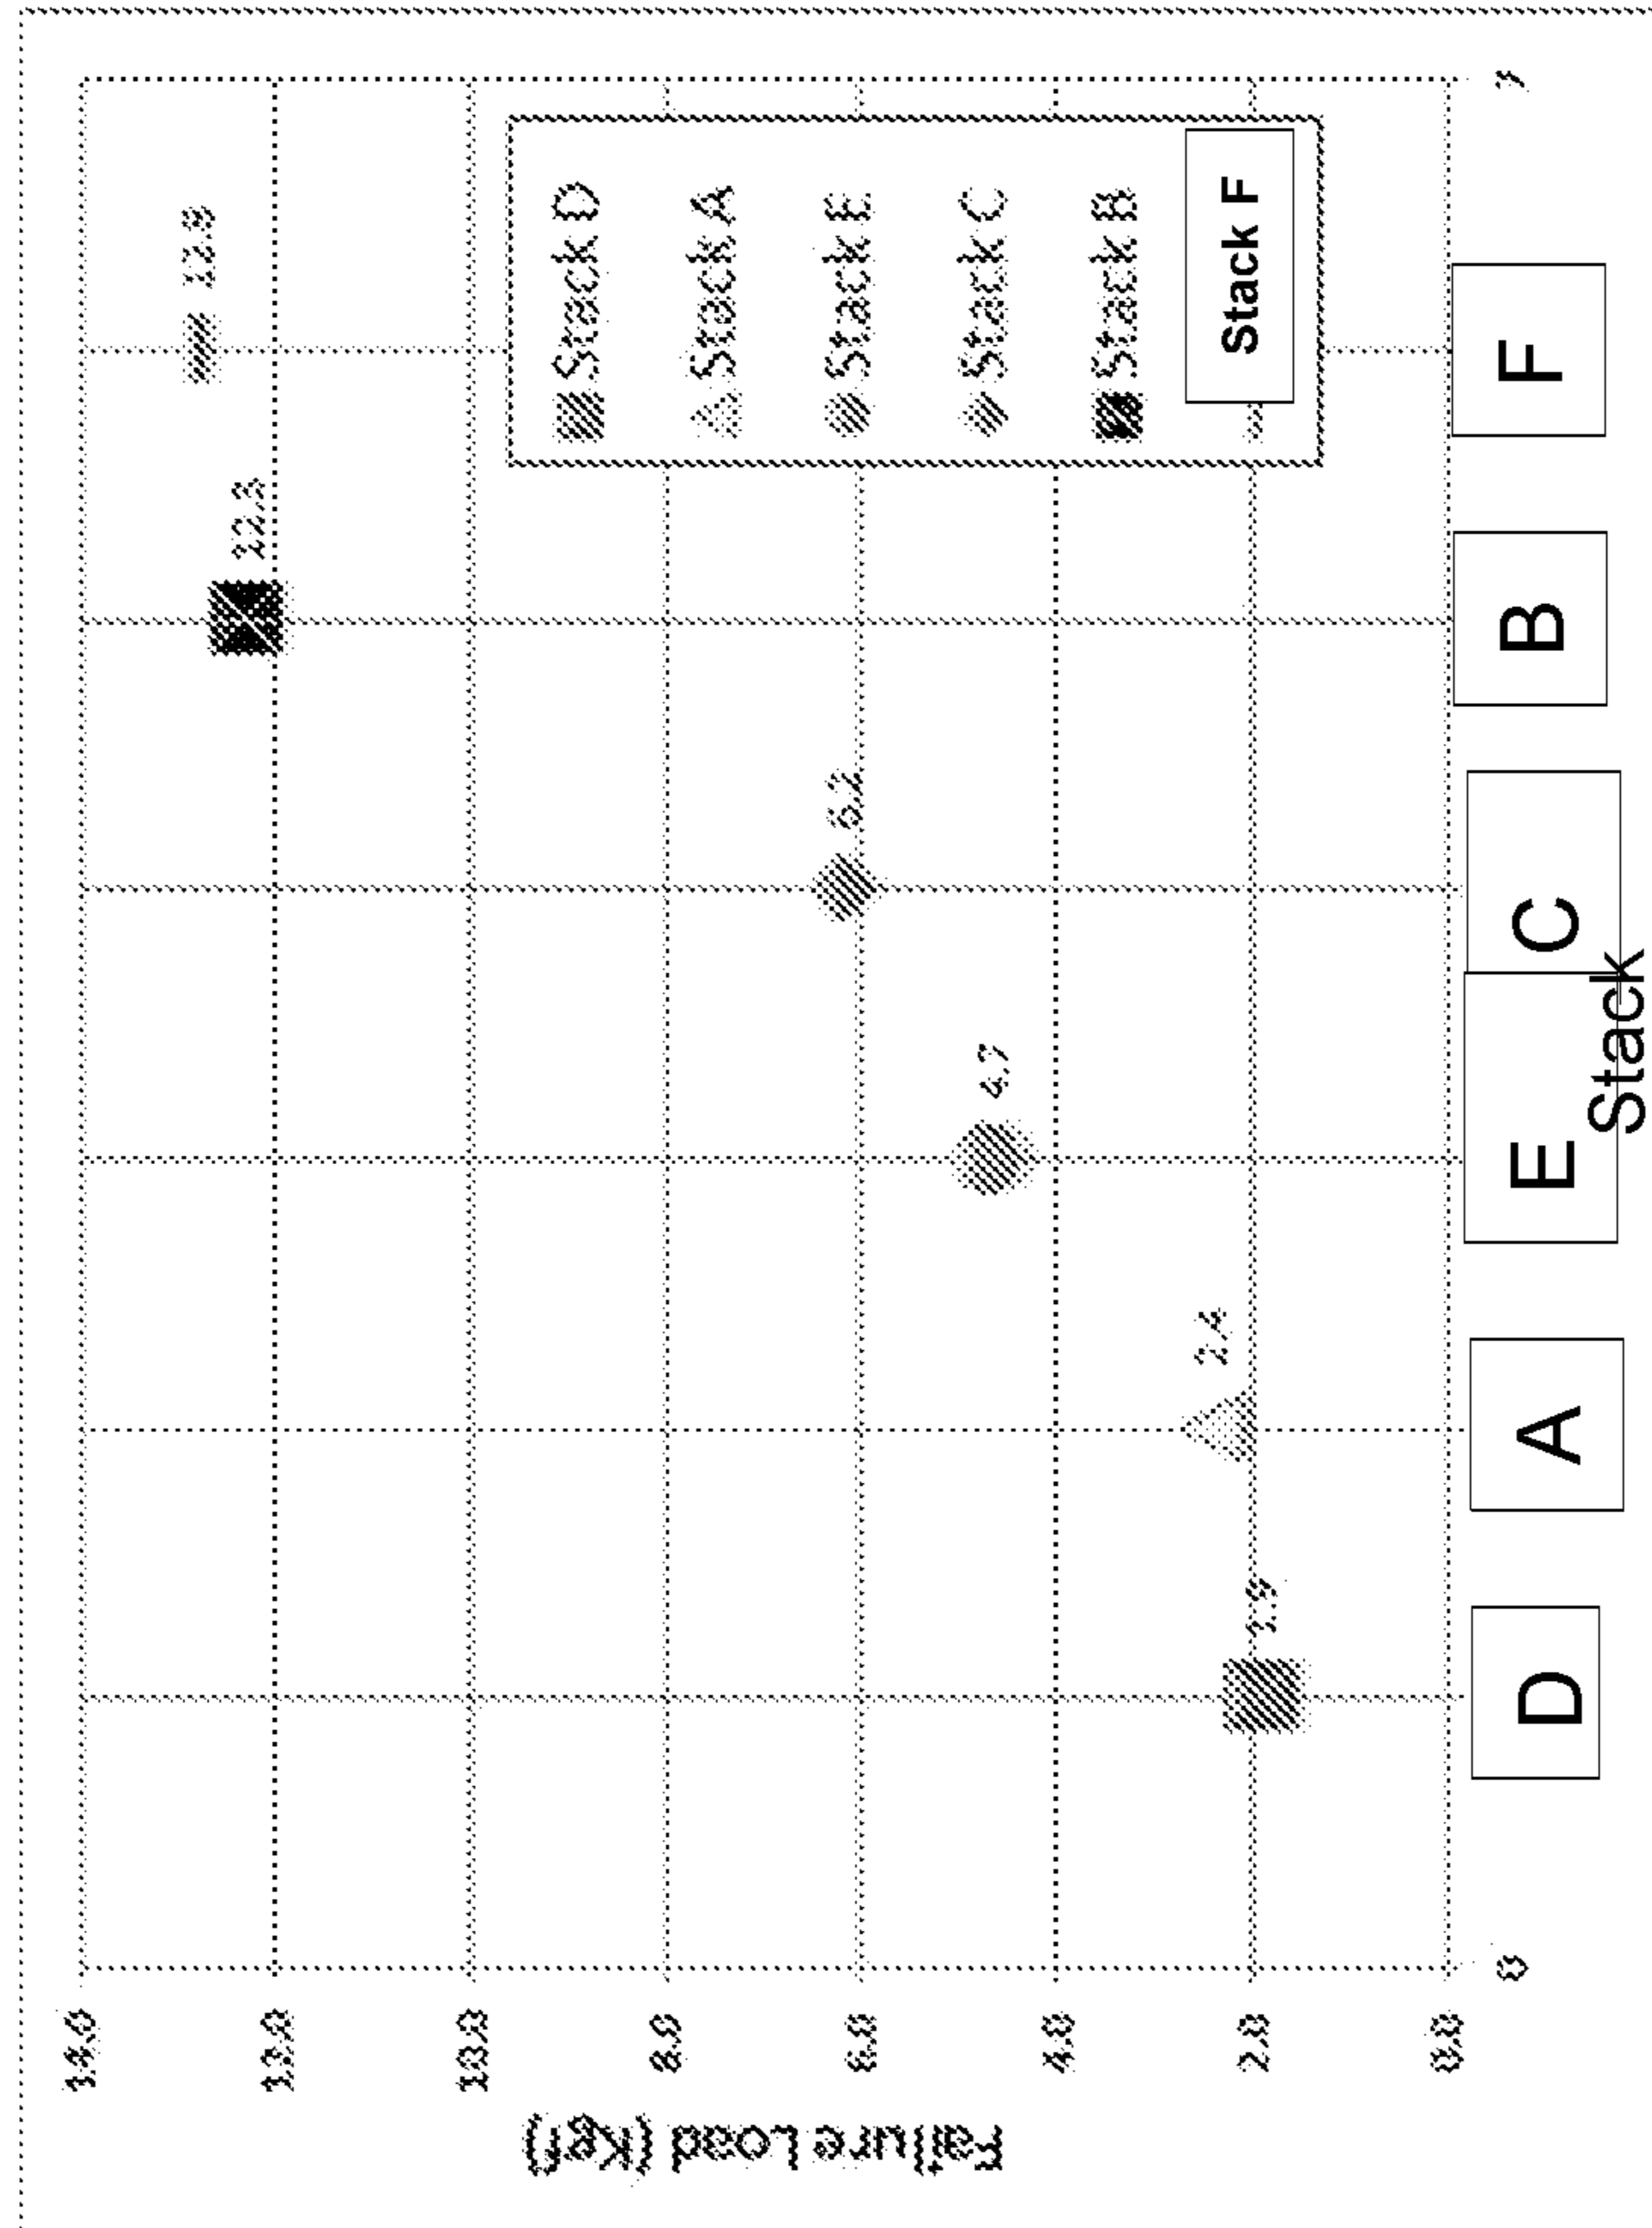 Failure Load (Kgf)
14.0
12.0
10.0
8.0
6.0
4.0
2.0
0.0
12.8
12.3
6.2
4.7
2.4
1.9
Stack D
Stack A
Stack E
Stack C
Stack B
Stack F
0
D
A
E
C
B
F
7
Stack